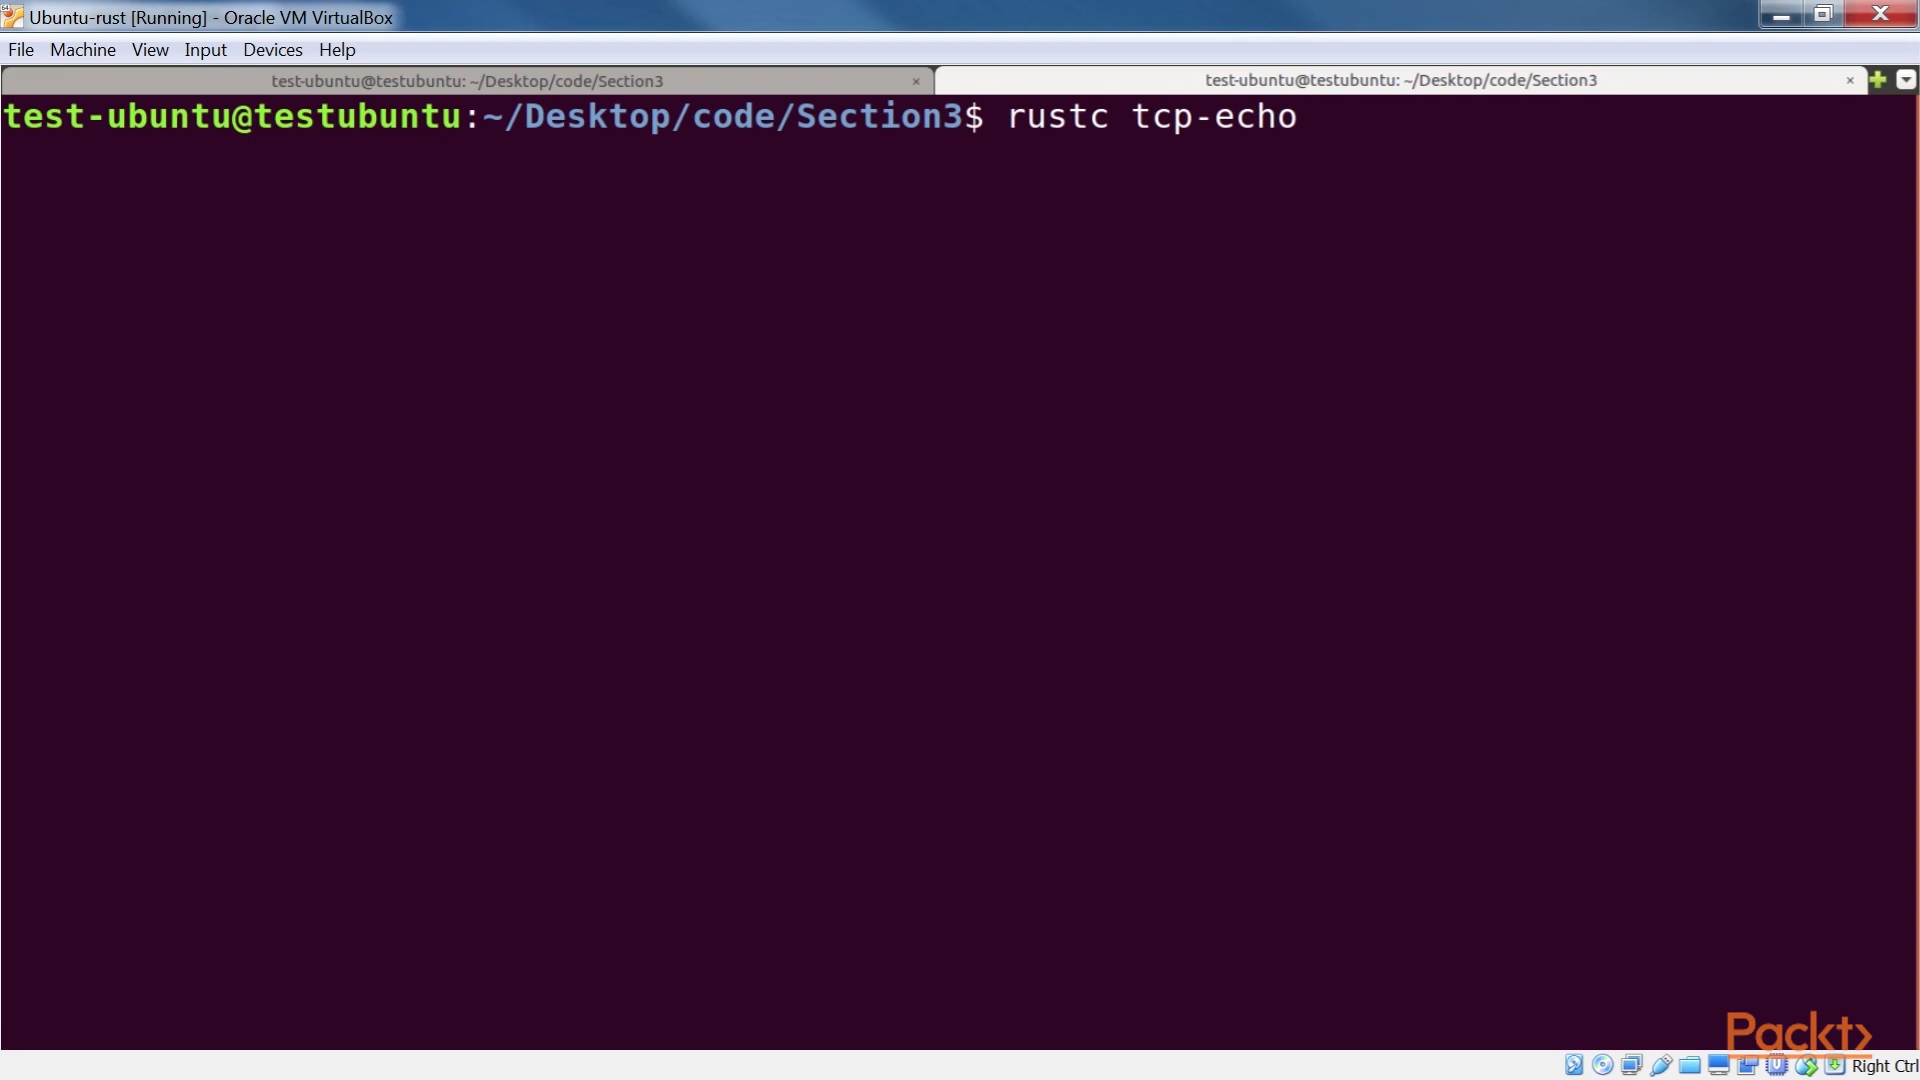 Ubuntu-rust [Running] - Oracle VM VirtualBox
File Machine View Input Devices Help
test-ubuntu@testubuntu: ~/Desktop/code/Section3 × test-ubuntu@testubuntu: ~/Desktop/code/Section3 ×
test-ubuntu@testubuntu:~/Desktop/code/Section3$ rustc tcp-echo
Packt>
Right Ctrl